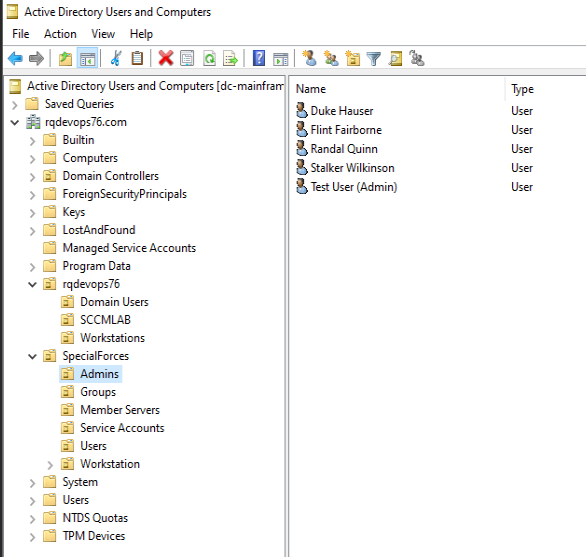 Active Directory Users and Computers
File Action View Help
Active Directory Users and Computers [dc-mainfram
Saved Queries
rqdevops76.com
Builtin
Computers
Domain Controllers
ForeignSecurityPrincipals
Keys
LostAndFound
Managed Service Accounts
Program Data
rqdevops76
Domain Users
SCCMLAB
Workstations
SpecialForces
Admins
Groups
Member Servers
Service Accounts
Users
Workstation
System
Users
NTDS Quotas
TPM Devices
Name Type
Duke Hauser User
Flint Fairborne User
Randal Quinn User
Stalker Wilkinson User
Test User (Admin) User